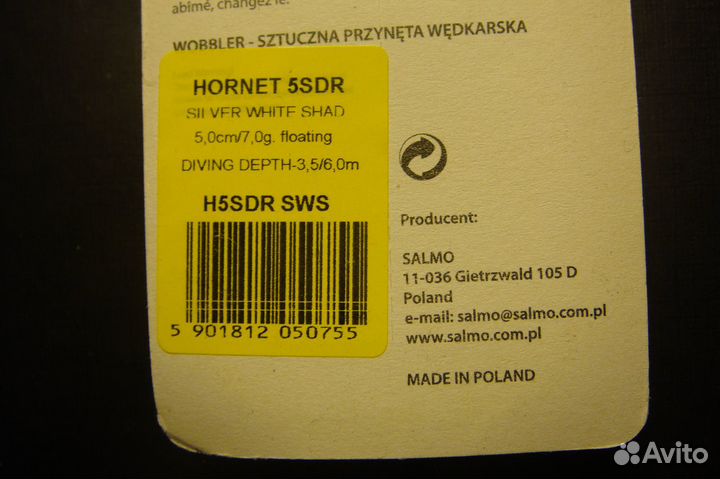 abîmé, changez le.
WOBBLER - SZTUCZNA PRZYNĘTA WĘDKARSKA
HORNET 5SDR
SILVER WHITE SHAD
5,0cm/7,0g. floating
DIVING DEPTH-3,5/6,0m
H5SDR SWS
5 901812 050755
Producent:
SALMO
11-036 Gietrzwald 105 D
Poland
e-mail: salmo@salmo.com.pl
www.salmo.com.pl
MADE IN POLAND
Avito